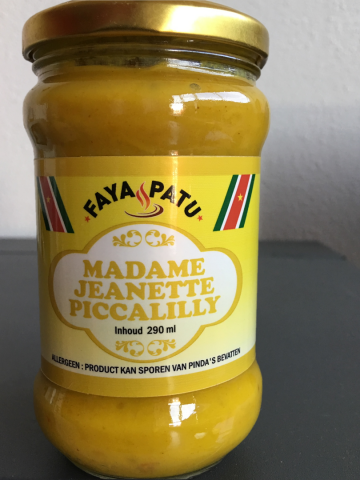 FAYA PATU
MADAME
JEANETTE
PICCALILLY
Inhoud 290 ml
ALLERGEEN : PRODUCT KAN SPOREN VAN PINDA'S BEVATTEN